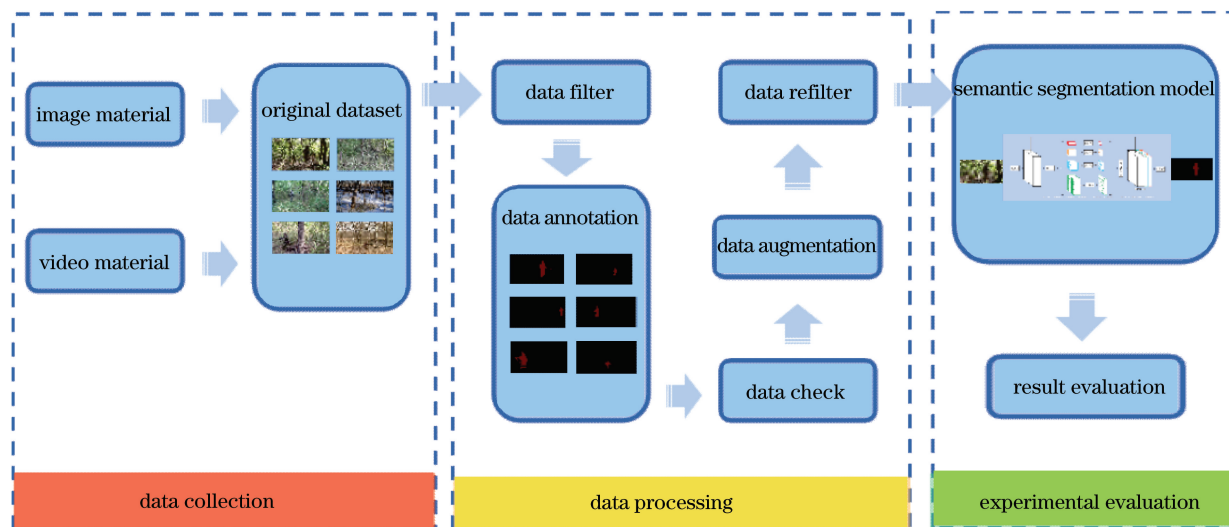 image material
video material
original dataset
data collection
data filter
data annotation
data check
data augmentation
data refilter
data processing
semantic segmentation model
result evaluation
experimental evaluation